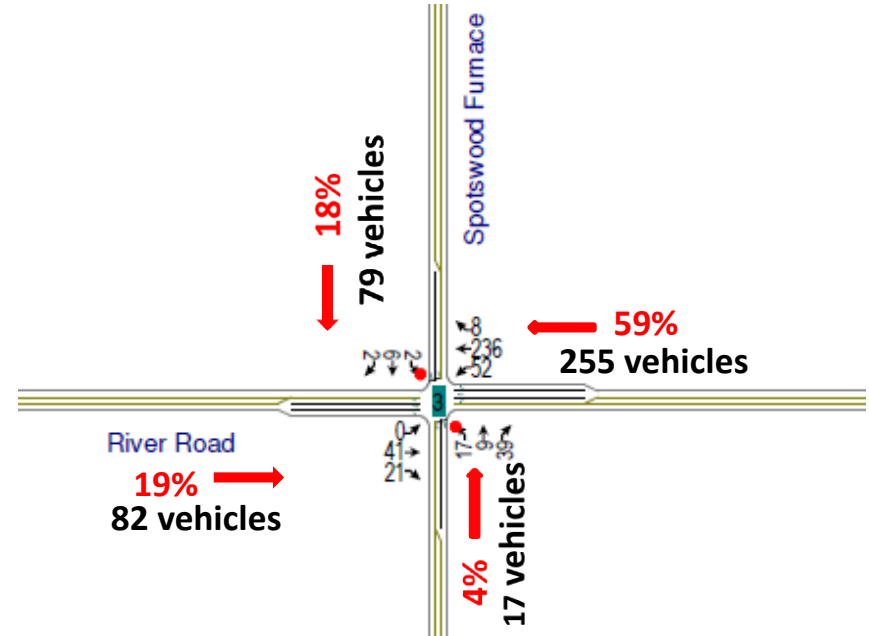 Spotswood Furnace
18%
79 vehicles
8
236
52
59%
255 vehicles
2 6 2
3
River Road
0
41
21
19%
82 vehicles
17 9 39
4%
17 vehicles